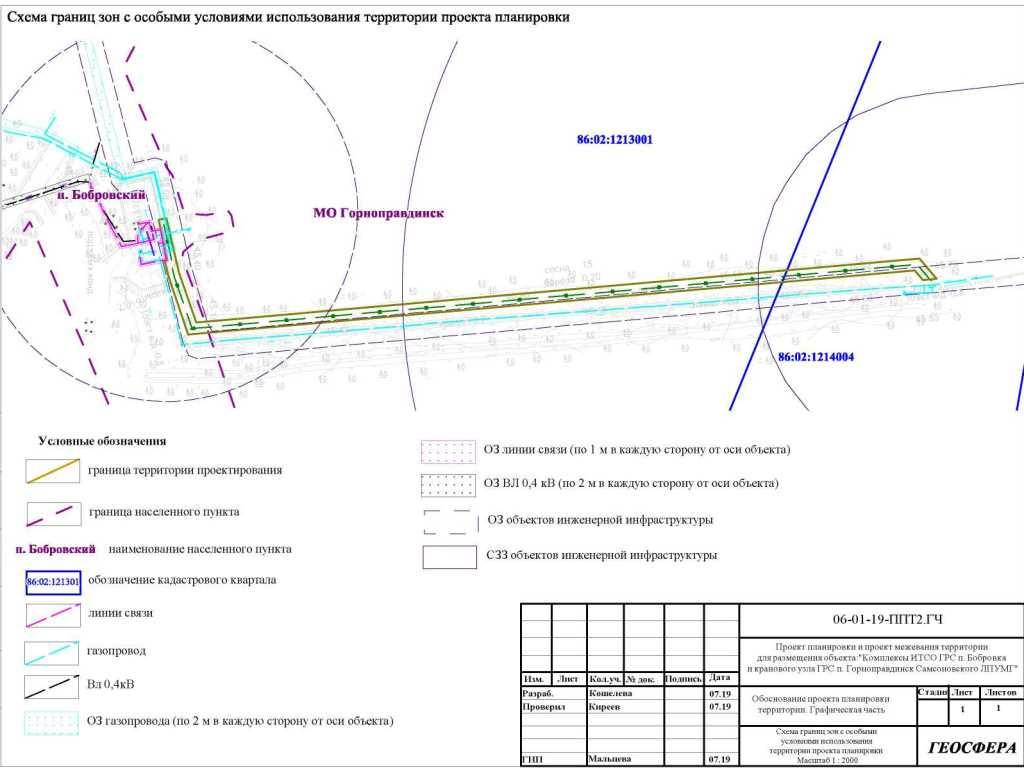 Схема границ зон с особыми условиями использования территории проекта планировки
86:02:1213001
п. Бобровский
МО Горноправдинск
сосна 15
0,20
86:02:1214004
Условные обозначения
граница территории проектирования
граница населенного пункта
п. Бобровский наименование населенного пункта
86:02:121301 обозначение кадастрового квартала
линии связи
газопровод
Вл 0,4кВ
ОЗ газопровода (по 2 м в каждую сторону от оси объекта)
ОЗ линии связи (по 1 м в каждую сторону от оси объекта)
ОЗ ВЛ 0,4 кВ (по 2 м в каждую сторону от оси объекта)
ОЗ объектов инженерной инфраструктуры
СЗЗ объектов инженерной инфраструктуры
06-01-19-ППТ2.ГЧ
Проект планировки и проект межевания территории
для размещения объекта:"Комплексы ИТСО ГРС п. Бобровка
и кранового узла ГРС п. Горноправдинск Самсоновского ЛПУМГ"
Изм. Лист Кол.уч. № док. Подпись Дата
Разраб. Кошелева 07.19
Проверил Киреев 07.19
ГИП Мальцева 07.19
Обоснование проекта планировки
территории. Графическая часть
Стадия Лист Листов
1 1
Схема границ зон с особыми
условиями использования
территории проекта планировки
Масштаб 1 : 2000
ГЕОСФЕРА